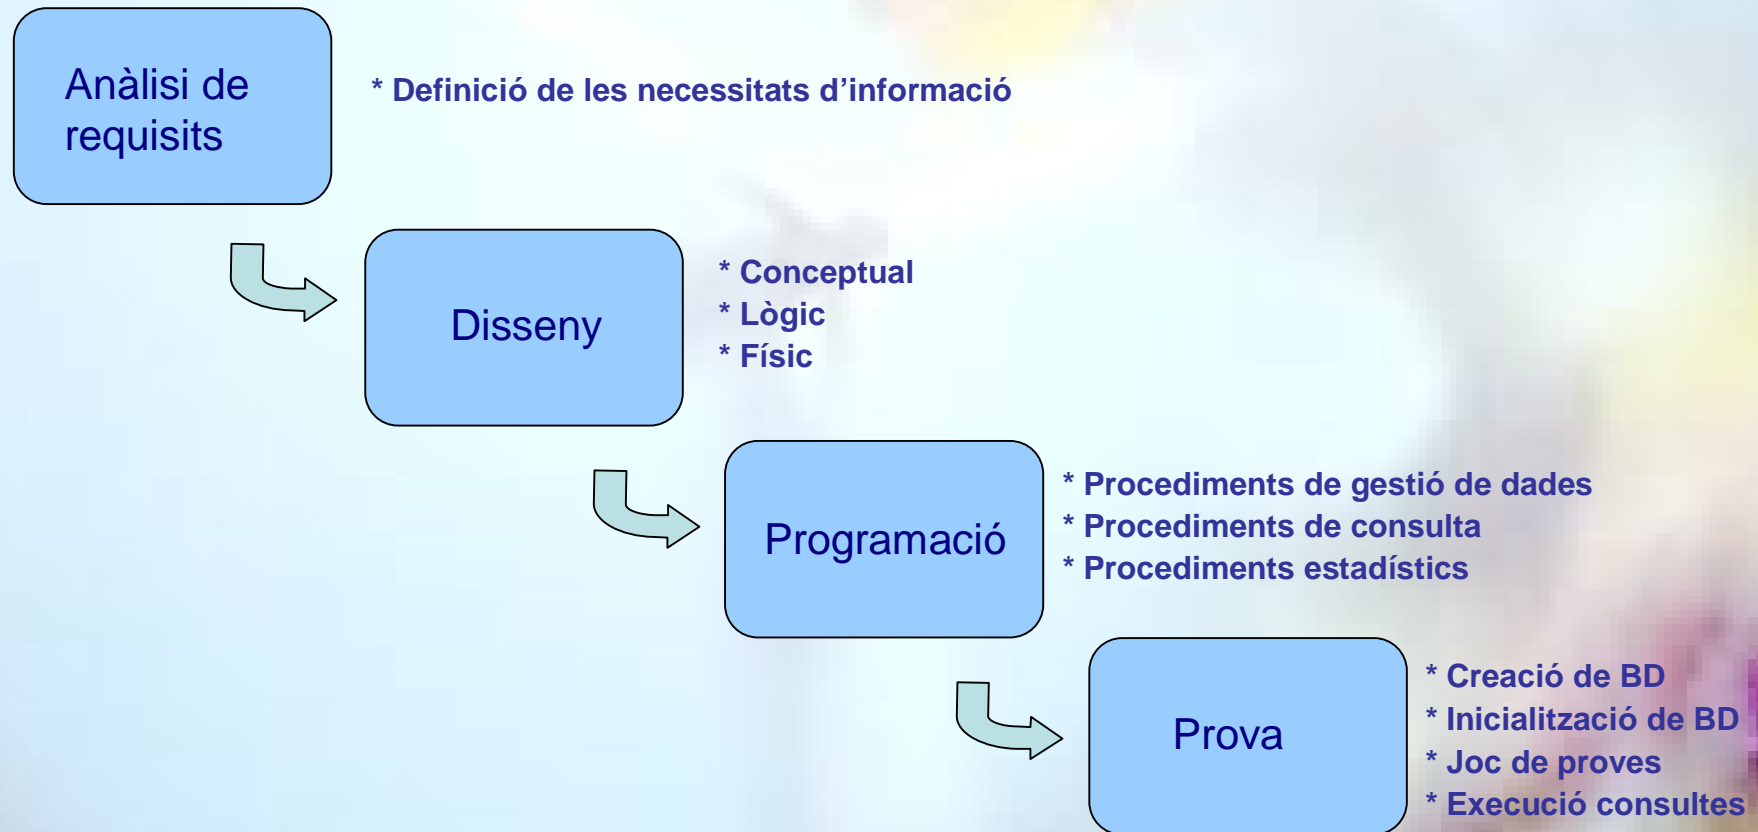 Anàlisi de
requisits
* Definició de les necessitats d’informació
Disseny
* Conceptual
* Lògic
* Físic
Programació
* Procediments de gestió de dades
* Procediments de consulta
* Procediments estadístics
Prova
* Creació de BD
* Inicialització de BD
* Joc de proves
* Execució consultes